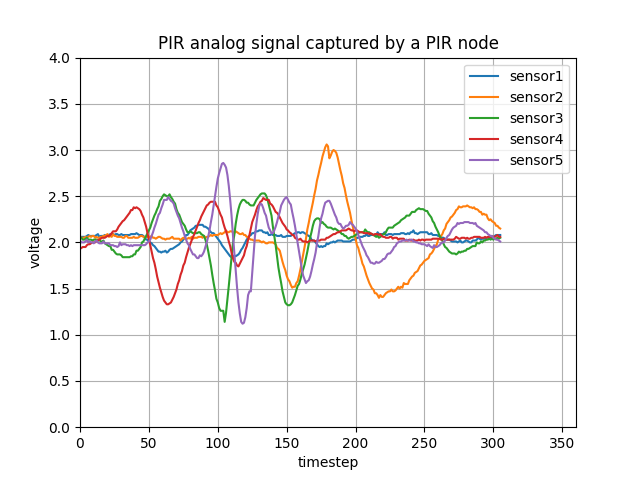 PIR analog signal captured by a PIR node
4.0
3.5
3.0
2.5
2.0
1.5
1.0
0.5
0.0
voltage
sensor1
sensor2
sensor3
sensor4
sensor5
0 50 100 150 200 250 300 350
timestep